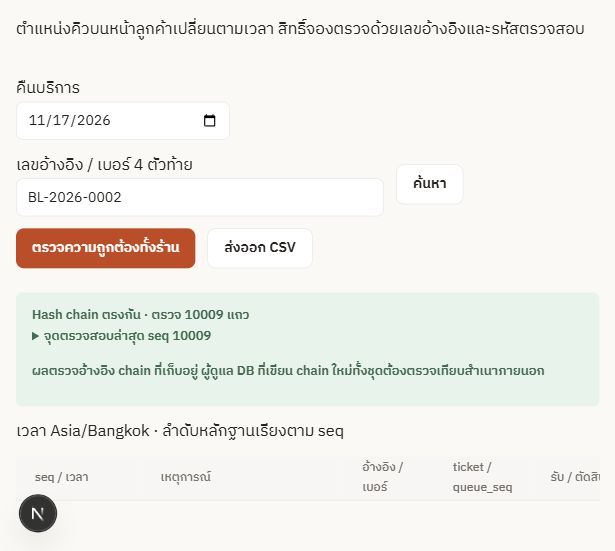 ตำแหน่งคิวบนหน้าลูกค้าเปลี่ยนตามเวลา สิทธิ์จองตรวจด้วยเลขอ้างอิงและรหัสตรวจสอบ
คืนบริการ
11/17/2026
เลขอ้างอิง / เบอร์ 4 ตัวท้าย
BL-2026-0002
ค้นหา
ตรวจความถูกต้องทั้งร้าน
ส่งออก CSV
Hash chain ตรงกัน · ตรวจ 10009 แถว
▶ จุดตรวจสอบล่าสุด seq 10009
ผลตรวจอ้างอิง chain ที่เก็บอยู่ ผู้ดูแล DB ที่เขียน chain ใหม่ทั้งชุดต้องตรวจเทียบสำเนาภายนอก
เวลา Asia/Bangkok · ลำดับหลักฐานเรียงตาม seq
seq / เวลา
เหตุการณ์
อ้างอิง /
เบอร์
ticket /
queue_seq
รับ / ตัดสิ
N